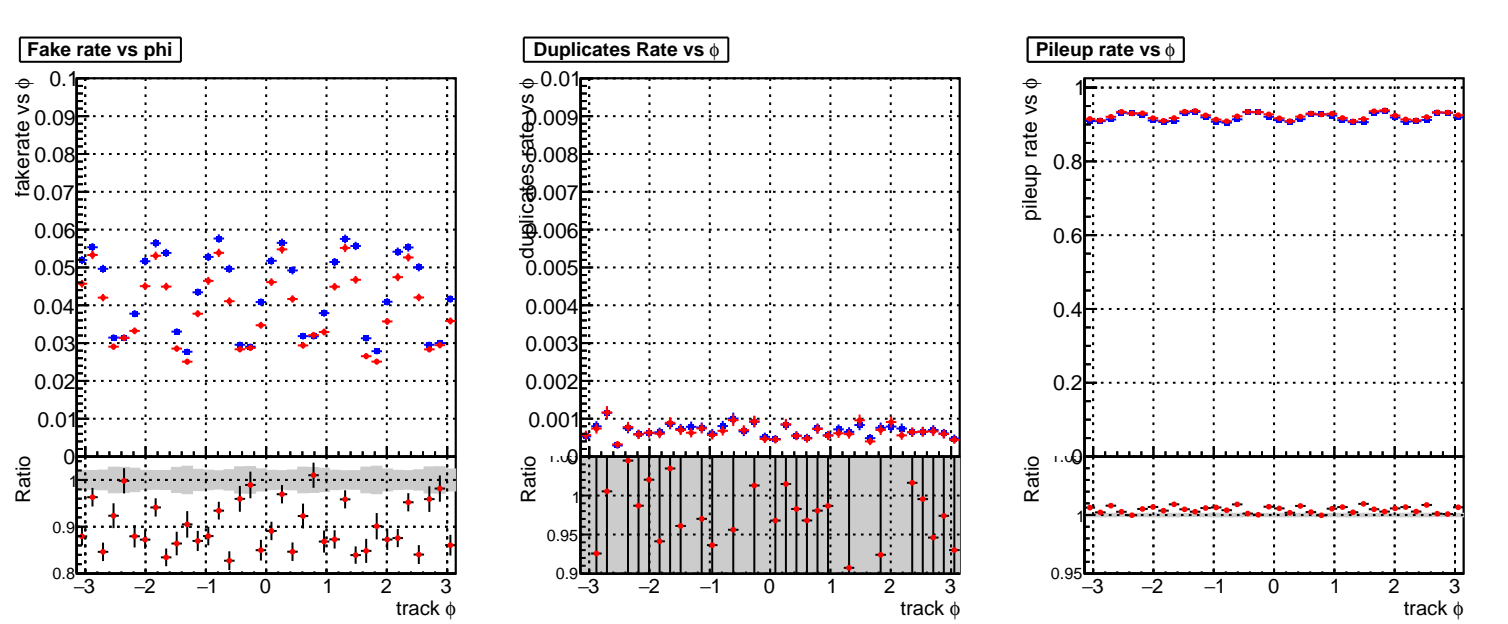 Fake rate vs phi
fakerate vs ϕ
0.1
0.09
0.08
0.07
0.06
0.05
0.04
0.03
0.02
0.01
0
Ratio
1
0.9
0.8
−3 −2 −1 0 1 2 3
track ϕ
Duplicates Rate vs ϕ
duplicates rate vs ϕ
0.01
0.009
0.008
0.007
0.006
0.005
0.004
0.003
0.002
0.001
0
Ratio
1
0.95
0.9
−3 −2 −1 0 1 2 3
track ϕ
Pileup rate vs ϕ
pileup rate vs ϕ
1
0.8
0.6
0.4
0.2
0
Ratio
1
0.95
−3 −2 −1 0 1 2 3
track ϕ